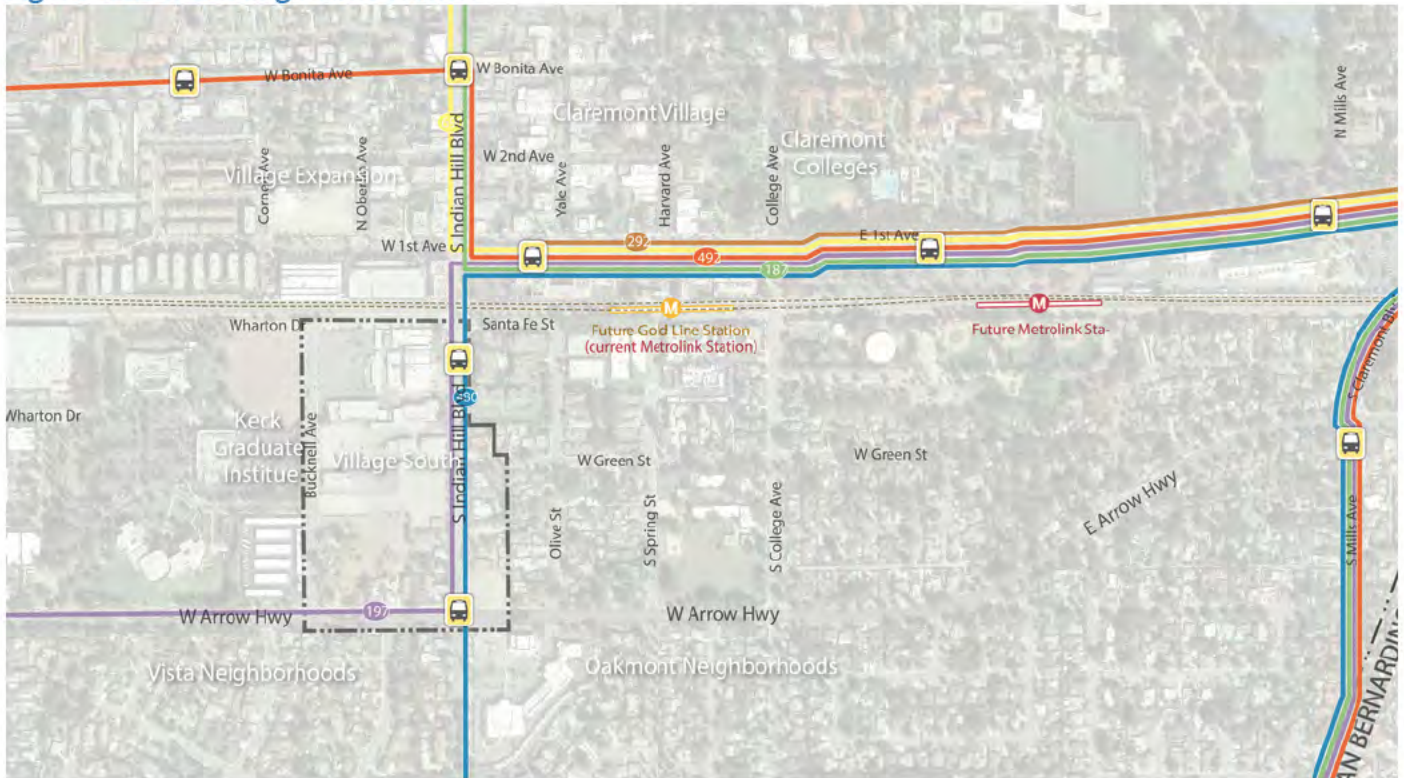 W Bonita Ave
W Bonita Ave
N Mills Ave
Claremont Village
S Indian Hill Blvd
W 2nd Ave
Claremont
Colleges
Village Expansion
N Oberlin Ave
Yale Ave
Harvard Ave
College Ave
W 1st Ave
292
E 1st Ave
492
187
M
M
Wharton Dr
Santa Fe St
Future Gold Line Station
(current Metrolink Station)
Future Metrolink Sta-
S Claremont Blv
Wharton Dr
Keck
Graduate
Institue
Bucknell Ave
Village South
S Indian Hill Blvd
W Green St
W Green St
E Arrow Hwy
Olive St
S Spring St
S College Ave
S Mills Ave
W Arrow Hwy
197
W Arrow Hwy
Vista Neighborhoods
Oakmont Neighborhoods